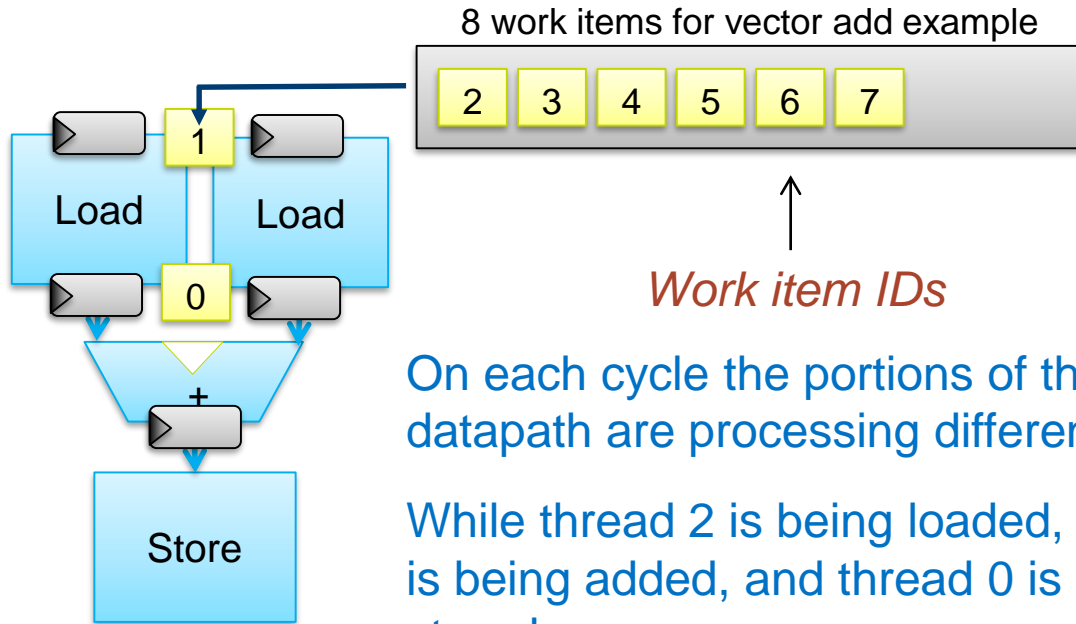 8 work items for vector add example
2 3 4 5 6 7
1
Load Load
0
Work item IDs
+
On each cycle the portions of
datapath are processing
While thread 2 is being loaded,
is being added, and thread 0 is
Store